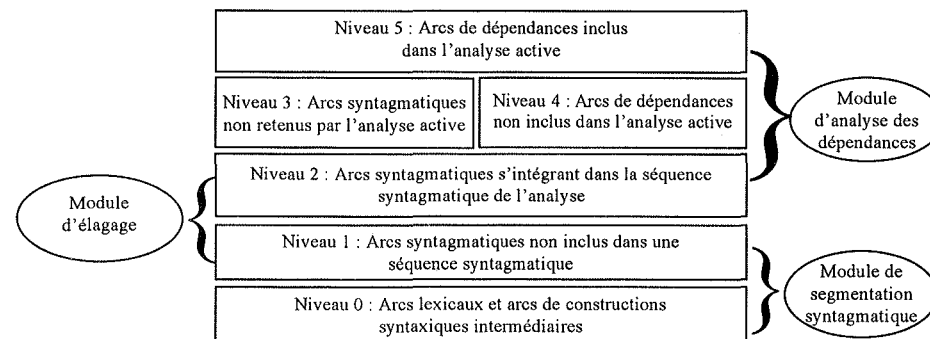 Niveau 5 : Arcs de dépendances inclus
dans l'analyse active
Niveau 3 : Arcs syntagmatiques
non retenus par l'analyse active
Niveau 4 : Arcs de dépendances
non inclus dans l'analyse active
Module
d'analyse des
dépendances
Niveau 2 : Arcs syntagmatiques s'intégrant dans la séquence
syntagmatique de l'analyse
Module
d'élagage
Niveau 1 : Arcs syntagmatiques non inclus dans une
séquence syntagmatique
Niveau 0 : Arcs lexicaux et arcs de constructions
syntaxiques intermédiaires
Module de
segmentation
syntagmatique